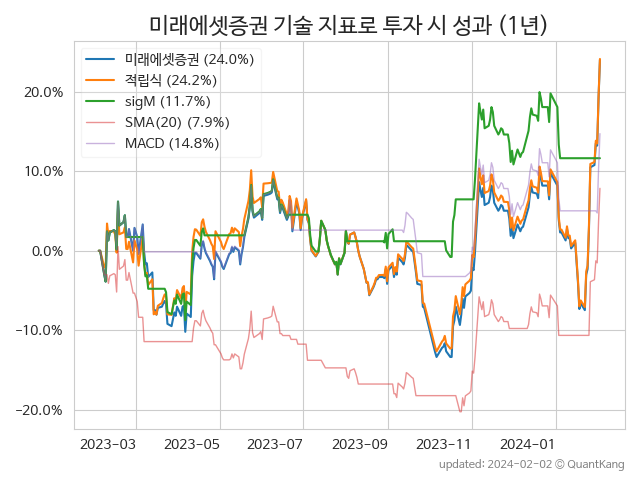 미래에셋증권 기술 지표로 투자 시 성과 (1년)
미래에셋증권 (24.0%)
적립식 (24.2%)
sigM (11.7%)
SMA(20) (7.9%)
MACD (14.8%)
20.0%
10.0%
0.0%
−10.0%
−20.0%
2023-03 2023-05 2023-07 2023-09 2023-11 2024-01
updated: 2024-02-02 © QuantKang